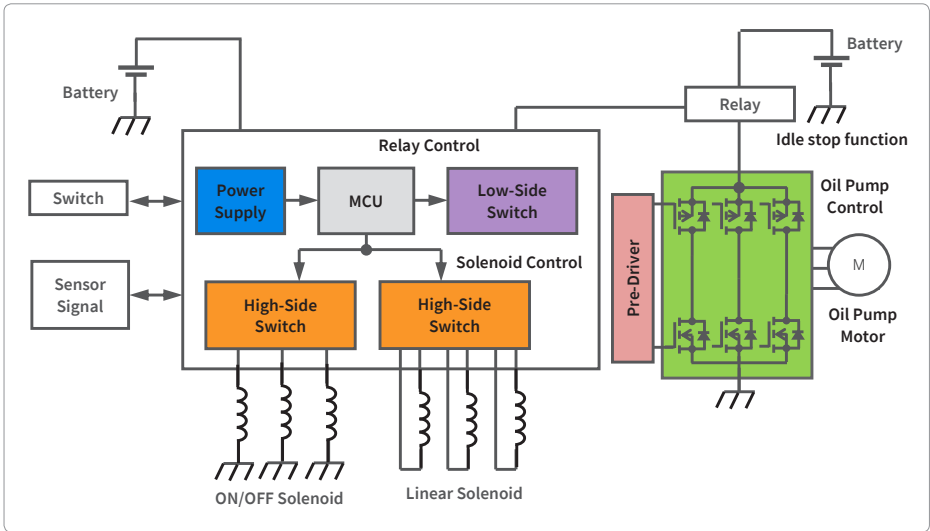 Battery
Battery
Relay
Idle stop function
Relay Control
Switch
Power
Supply
MCU
Low-Side
Switch
Oil Pump
Control
Pre-Driver
M
Sensor
Signal
Solenoid Control
High-Side
Switch
High-Side
Switch
Oil Pump
Motor
ON/OFF Solenoid
Linear Solenoid